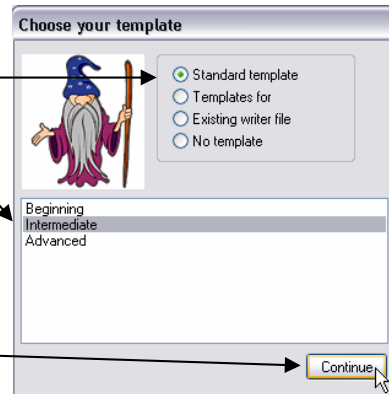 Choose your template
Standard template
Templates for
Existing writer file
No template
Beginning
Intermediate
Advanced
Continue